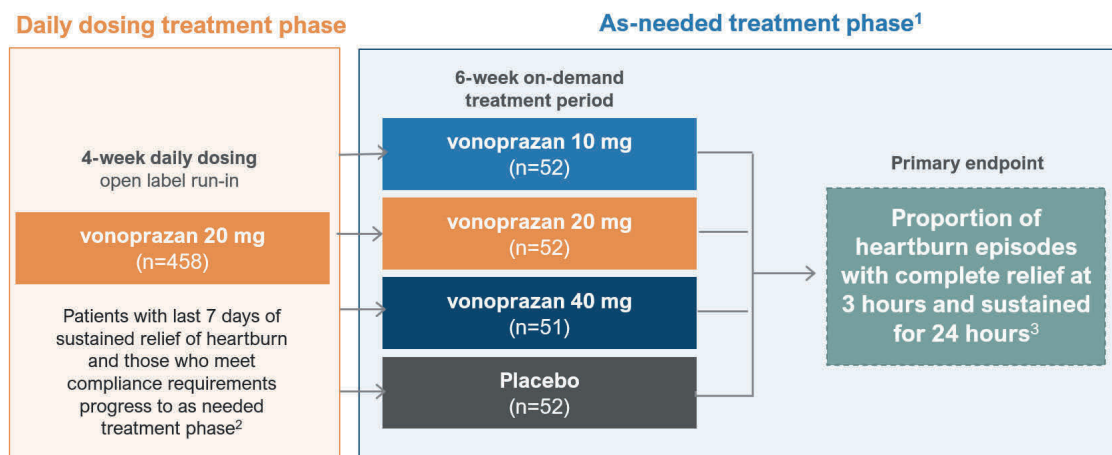 Daily dosing treatment phase
4-week daily dosing
open label run-in
vonoprazan 20 mg
(n=458)
Patients with last 7 days of
sustained relief of heartburn
and those who meet
compliance requirements
progress to as needed
treatment phase²
As-needed treatment phase¹
6-week on-demand
treatment period
vonoprazan 10 mg
(n=52)
vonoprazan 20 mg
(n=52)
vonoprazan 40 mg
(n=51)
Placebo
(n=52)
Primary endpoint
Proportion of
heartburn episodes
with complete relief at
3 hours and sustained
for 24 hours³